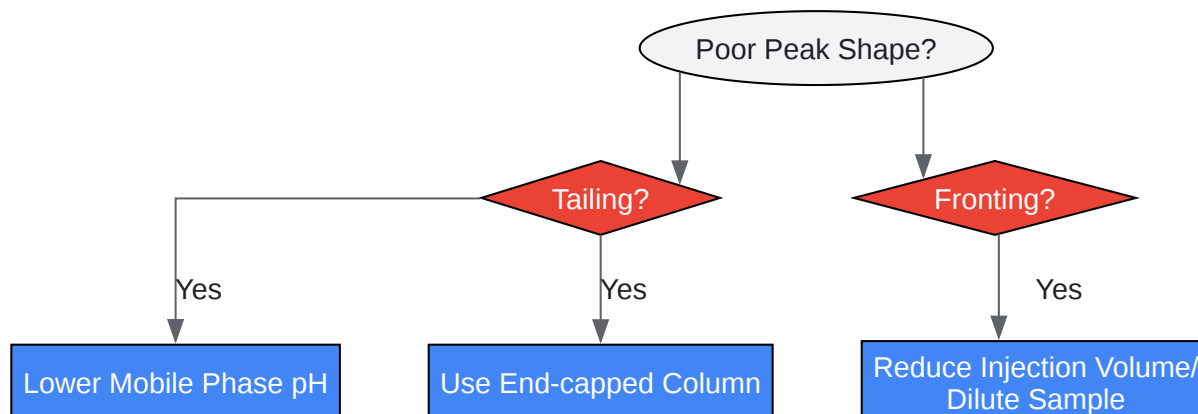 Poor Peak Shape?
Tailing?
Fronting?
Yes
Yes
Yes
Lower Mobile Phase pH
Use End-capped Column
Reduce Injection Volume/
Dilute Sample